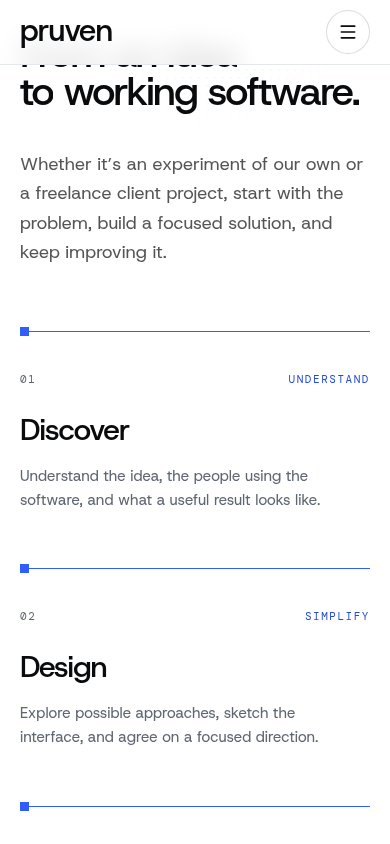 pruven
From an idea
to working software.
Whether it's an experiment of our own or
a freelance client project, start with the
problem, build a focused solution, and
keep improving it.
01
UNDERSTAND
Discover
Understand the idea, the people using the
software, and what a useful result looks like.
02
SIMPLIFY
Design
Explore possible approaches, sketch the
interface, and agree on a focused direction.